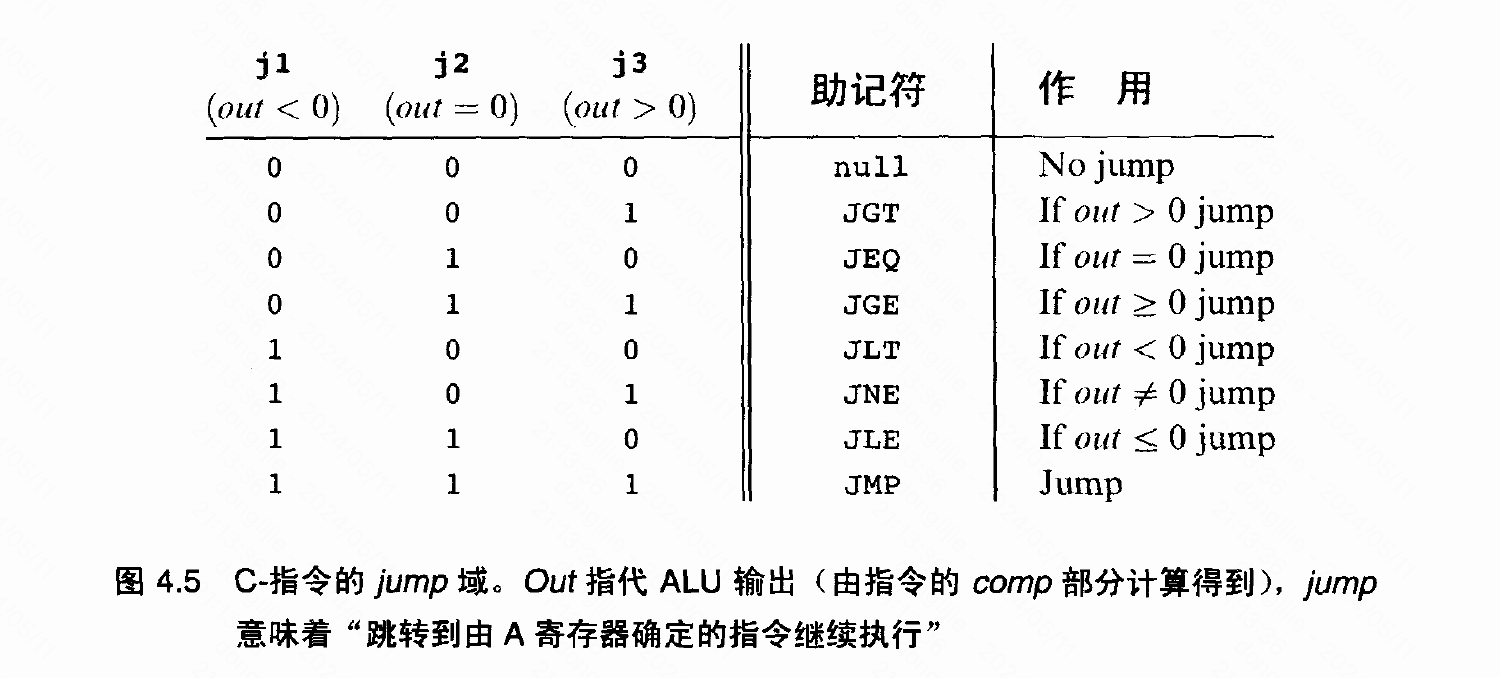 j1 j2 j3 助记符 作 用
(out < 0) (out = 0) (out > 0)
0 0 0 null No jump
0 0 1 JGT If out > 0 jump
0 1 0 JEQ If out = 0 jump
0 1 1 JGE If out ≥ 0 jump
1 0 0 JLT If out < 0 jump
1 0 1 JNE If out ≠ 0 jump
1 1 0 JLE If out ≤ 0 jump
1 1 1 JMP Jump
图 4.5 C-指令的 jump 域。Out 指代 ALU 输出（由指令的 comp 部分计算得到），jump
意味着“跳转到由 A 寄存器确定的指令继续执行”